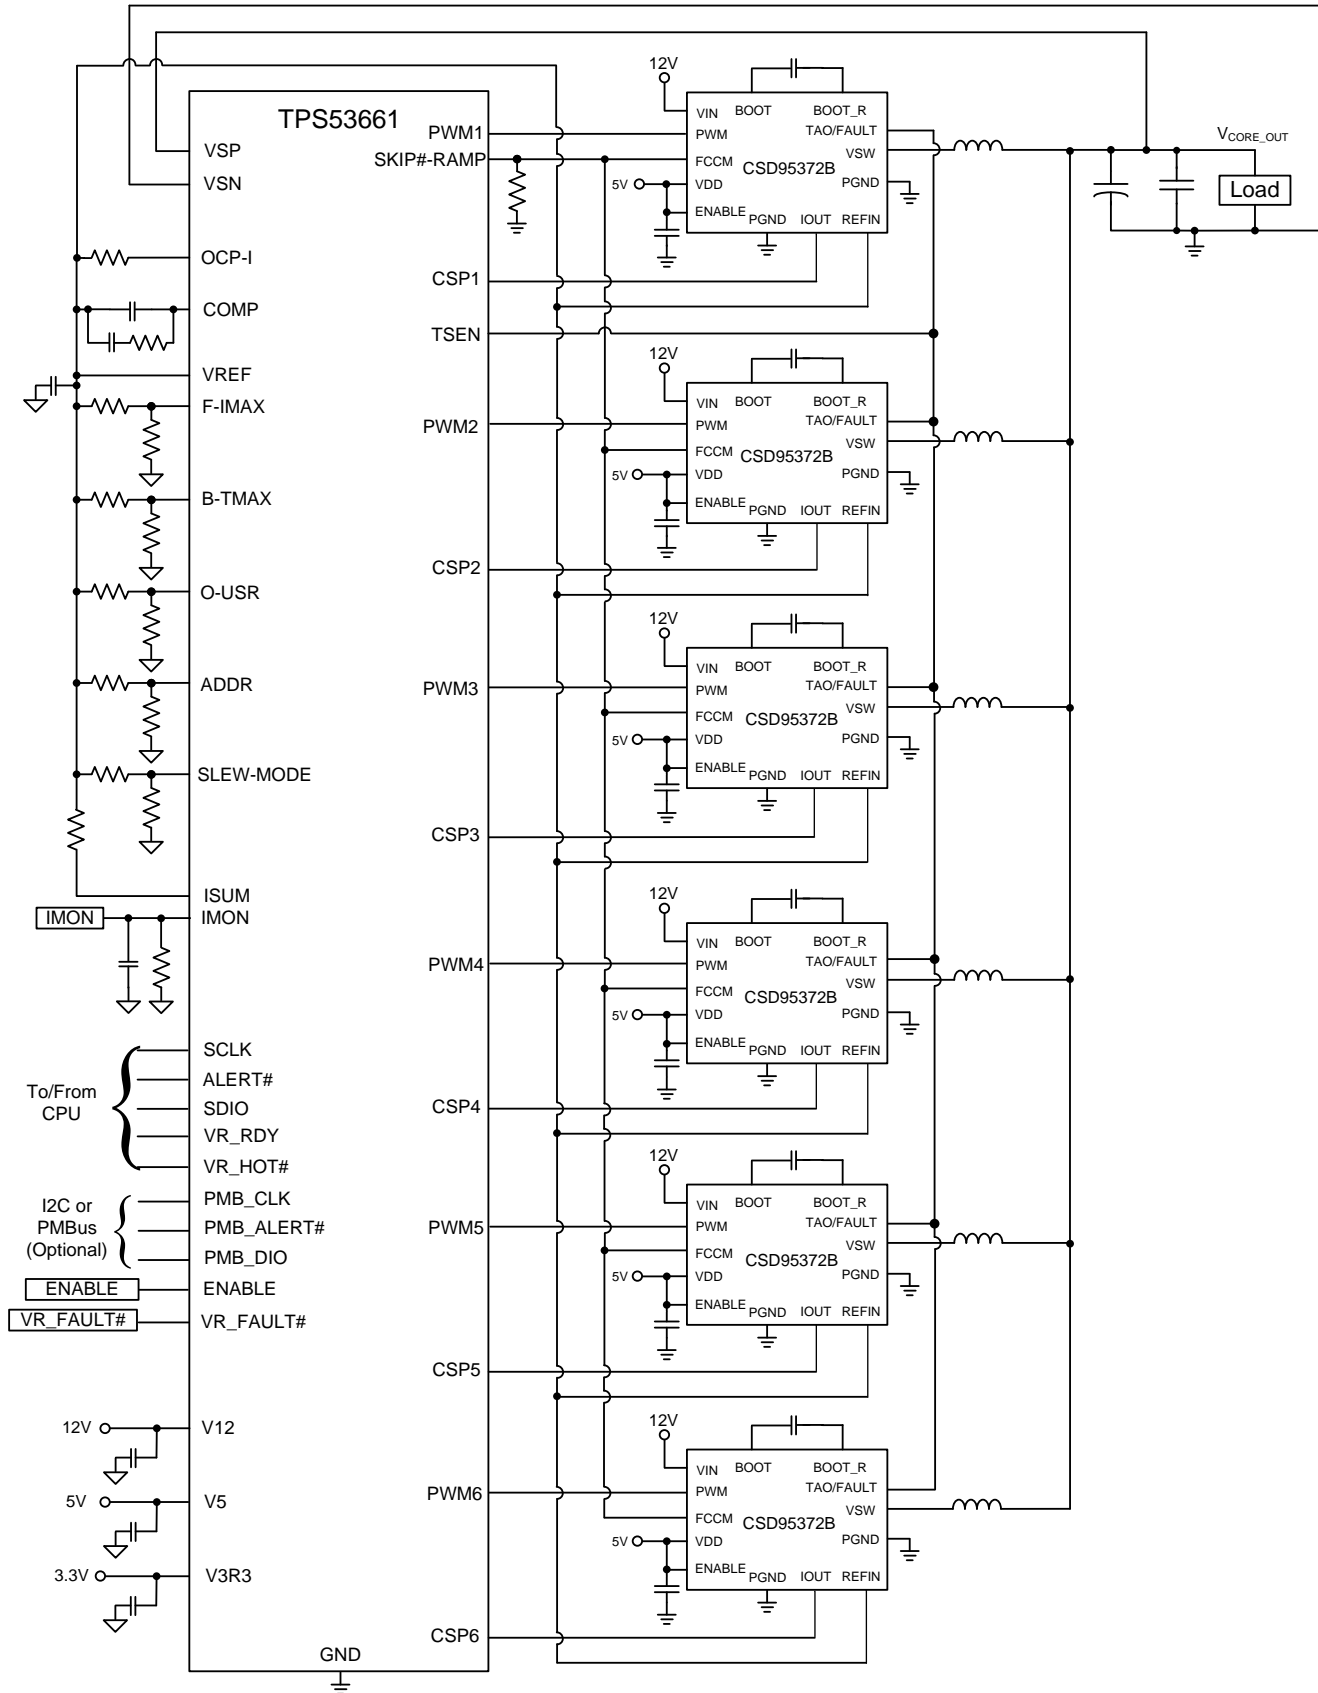 TPS53661
VSP
VSN
OCP-I
COMP
VREF
F-IMAX
B-TMAX
O-USR
ADDR
SLEW-MODE
ISUM
IMON
IMON
To/From
CPU
SCLK
ALERT#
SDIO
VR_RDY
VR_HOT#
I2C or
PMBus
(Optional)
PMB_CLK
PMB_ALERT#
PMB_DIO
ENABLE
ENABLE
VR_FAULT#
VR_FAULT#
12V
V12
5V
V5
3.3V
V3R3
GND
PWM1
SKIP#-RAMP
CSP1
TSEN
PWM2
CSP2
PWM3
CSP3
PWM4
CSP4
PWM5
CSP5
PWM6
CSP6
12V
VIN
BOOT
BOOT_R
PWM
TAO/FAULT
VSW
FCCM
CSD95372B
5V
VDD
PGND
ENABLE
PGND
IOUT
REFIN
12V
VIN
BOOT
BOOT_R
PWM
TAO/FAULT
VSW
FCCM
CSD95372B
5V
VDD
PGND
ENABLE
PGND
IOUT
REFIN
12V
VIN
BOOT
BOOT_R
PWM
TAO/FAULT
VSW
FCCM
CSD95372B
5V
VDD
PGND
ENABLE
PGND
IOUT
REFIN
12V
VIN
BOOT
BOOT_R
PWM
TAO/FAULT
VSW
FCCM
CSD95372B
5V
VDD
PGND
ENABLE
PGND
IOUT
REFIN
12V
VIN
BOOT
BOOT_R
PWM
TAO/FAULT
VSW
FCCM
CSD95372B
5V
VDD
PGND
ENABLE
PGND
IOUT
REFIN
12V
VIN
BOOT
BOOT_R
PWM
TAO/FAULT
VSW
FCCM
CSD95372B
5V
VDD
PGND
ENABLE
PGND
IOUT
REFIN
VCORE_OUT
Load